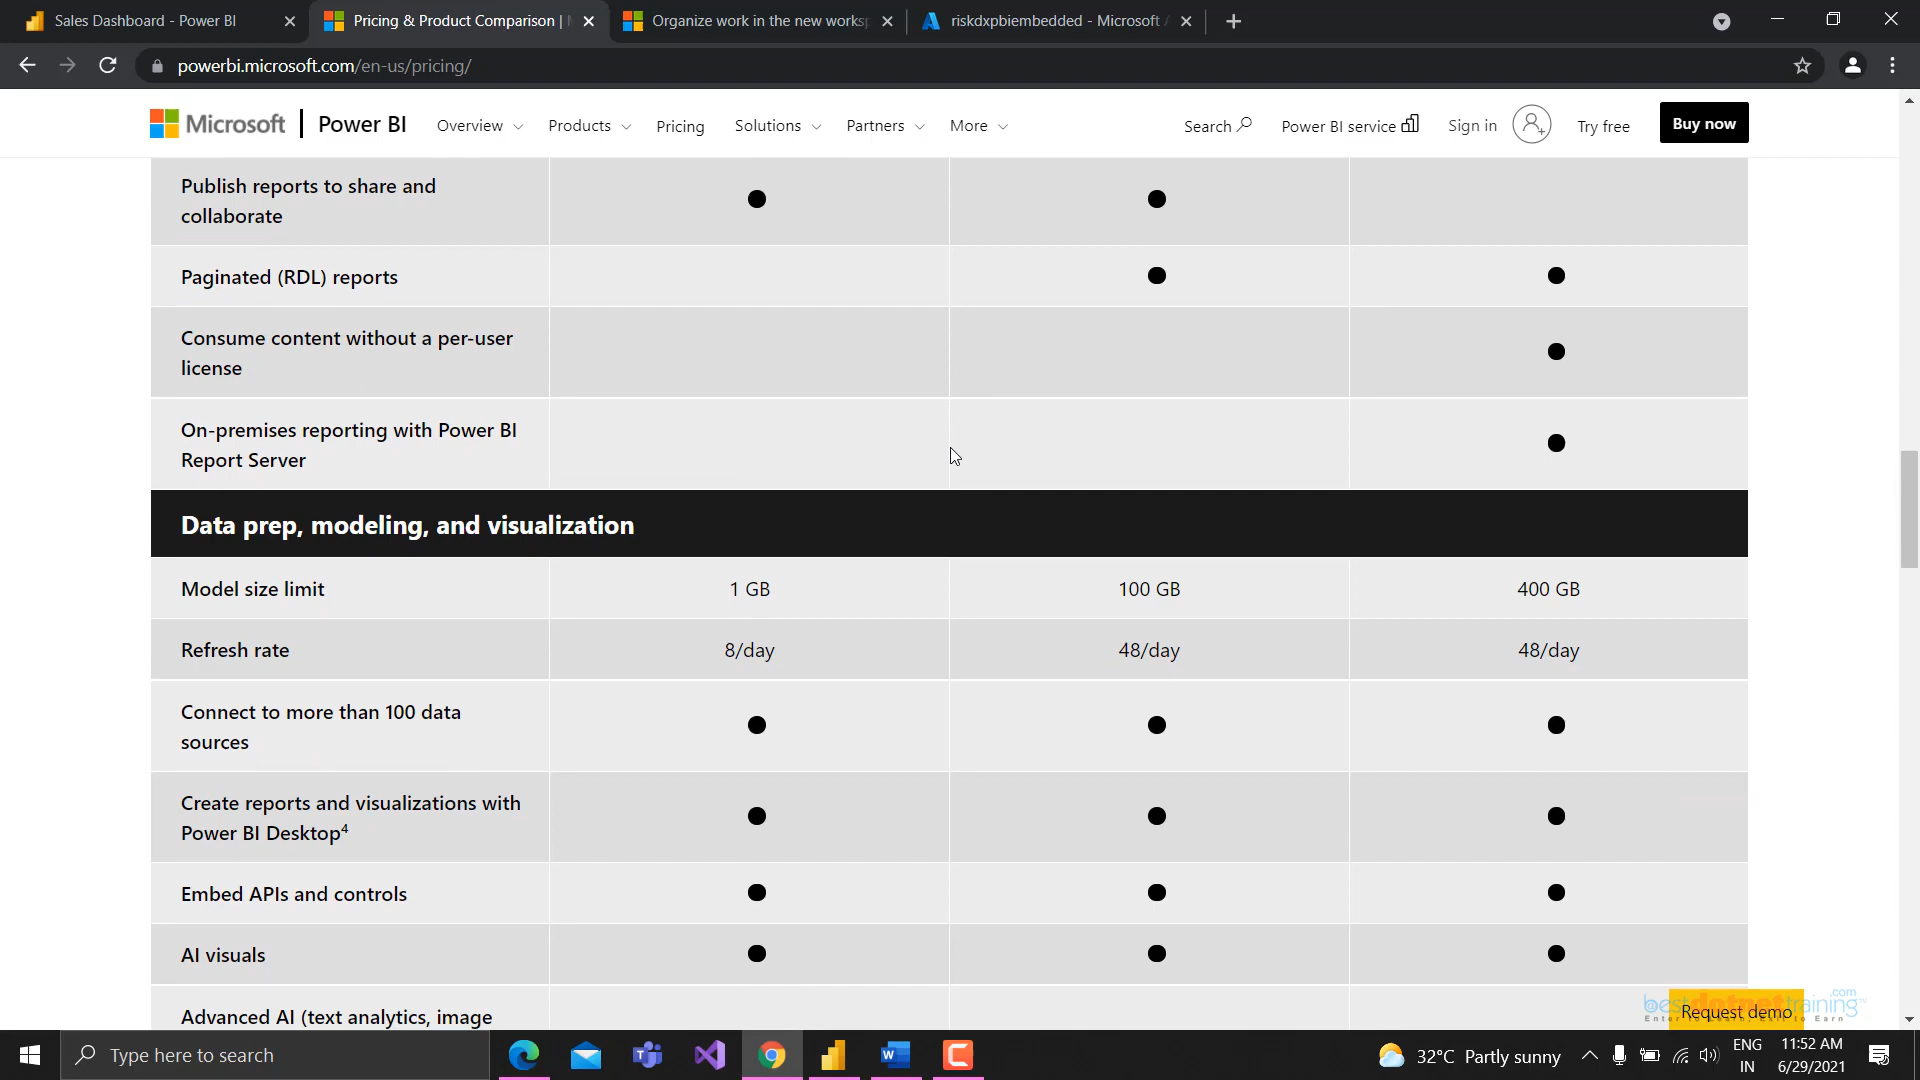 Sales Dashboard - Power BI
Pricing & Product Comparison |
Organize work in the new worksp
riskdxpbiembedded - Microsoft A
powerbi.microsoft.com/en-us/pricing/
Microsoft
Power BI
Overview
Products
Pricing
Solutions
Partners
More
Search
Power BI service
Sign in
Try free
Buy now
Publish reports to share and
collaborate
Paginated (RDL) reports
Consume content without a per-user
license
On-premises reporting with Power BI
Report Server
Data prep, modeling, and visualization
Model size limit
1 GB
100 GB
400 GB
Refresh rate
8/day
48/day
48/day
Connect to more than 100 data
sources
Create reports and visualizations with
Power BI Desktop4
Embed APIs and controls
AI visuals
Advanced AI (text analytics, image
bestdotnettraining.com
Request demo
Type here to search
32°C Partly sunny
ENG
IN
11:52 AM
6/29/2021